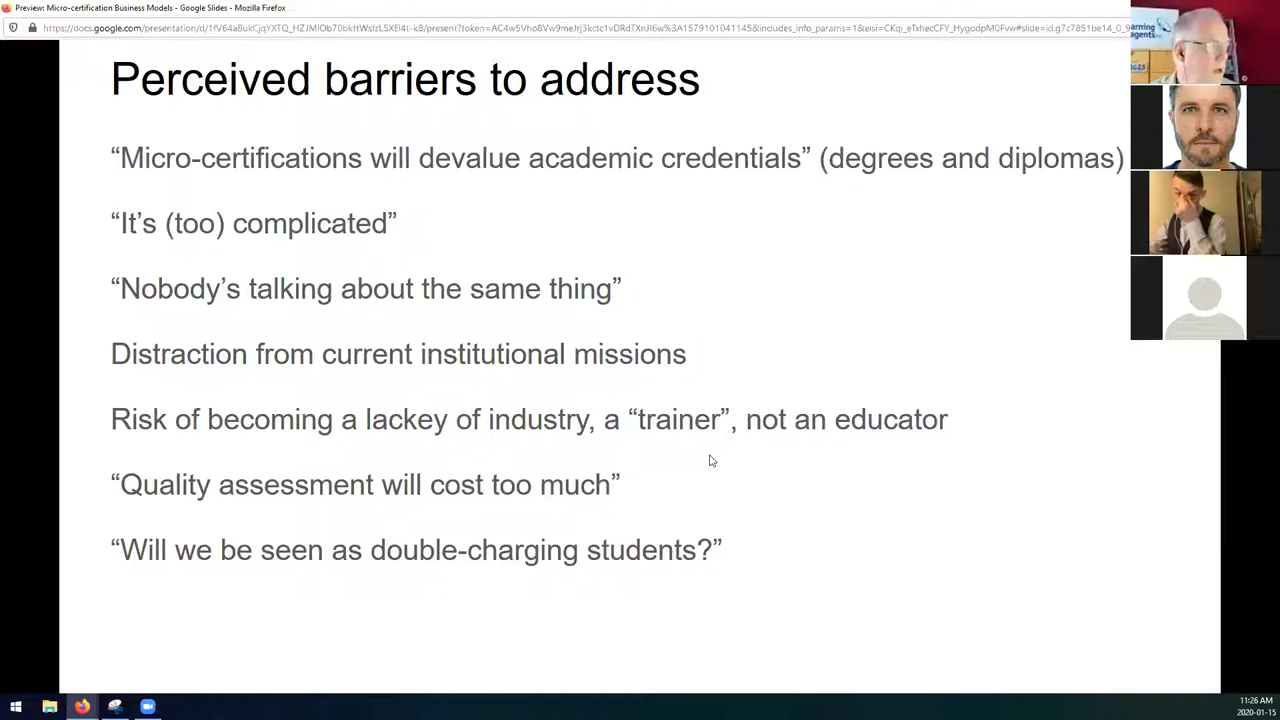 Preview: Micro-certification Business Models - Google Slides - Mozilla Firefox
Perceived barriers to address
“Micro-certifications will devalue academic credentials” (degrees and diplomas)
“It’s (too) complicated”
“Nobody’s talking about the same thing”
Distraction from current institutional missions
Risk of becoming a lackey of industry, a “trainer”, not an educator
“Quality assessment will cost too much”
“Will we be seen as double-charging students?”
11:26 AM
2020-01-15